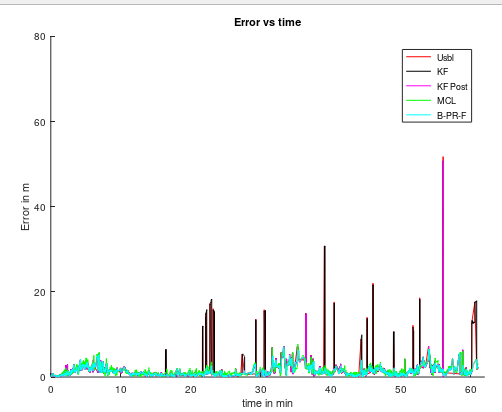 Error vs time
80
60
40
20
0
Error in m
0
10
20
30
40
50
60
time in min
Usbl
KF
KF Post
MCL
B-PR-F